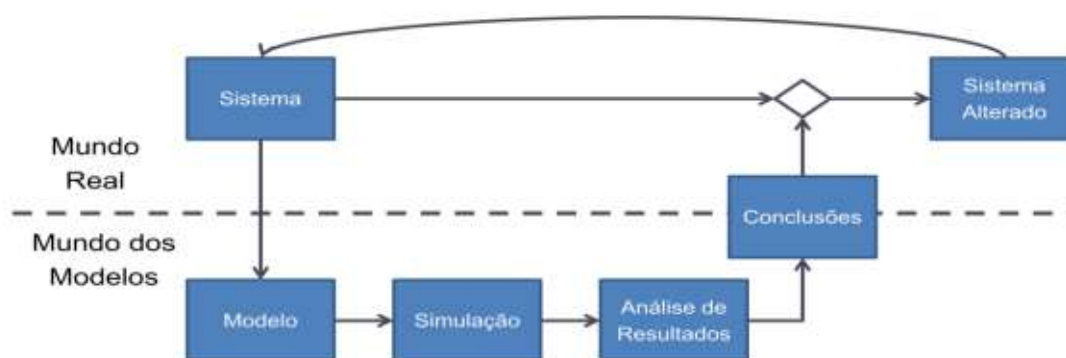 Sistema
Sistema
Alterado
Mundo
Real
Conclusões
Mundo dos
Modelos
Modelo
Simulação
Análise de
Resultados